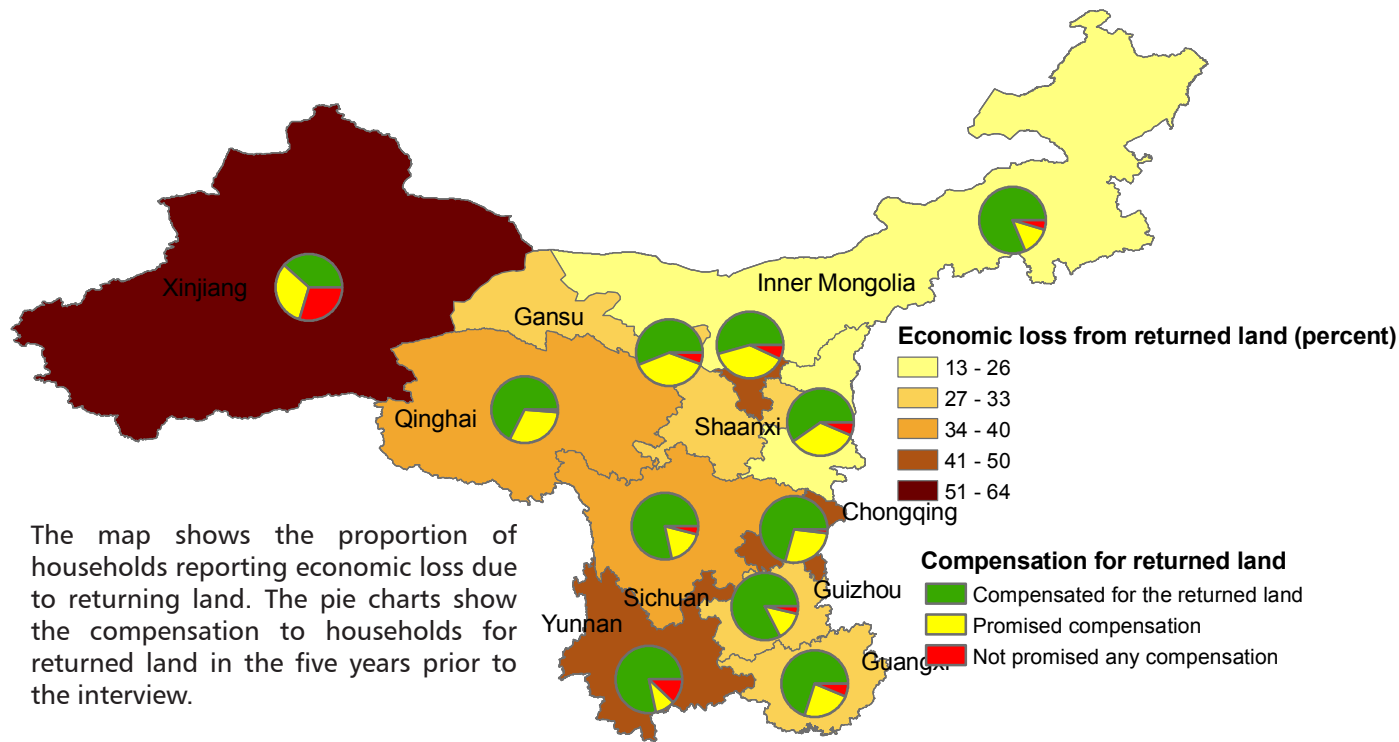 Xinjiang
Gansu
Inner Mongolia
Qinghai
Shaanxi
Chongqing
Sichuan
Guizhou
Yunnan
Guangxi
Economic loss from returned land (percent)
13 - 26
27 - 33
34 - 40
41 - 50
51 - 64
Compensation for returned land
Compensated for the returned land
Promised compensation
Not promised any compensation
The map shows the proportion of
households reporting economic loss due
to returning land. The pie charts show
the compensation to households for
returned land in the five years prior to
the interview.